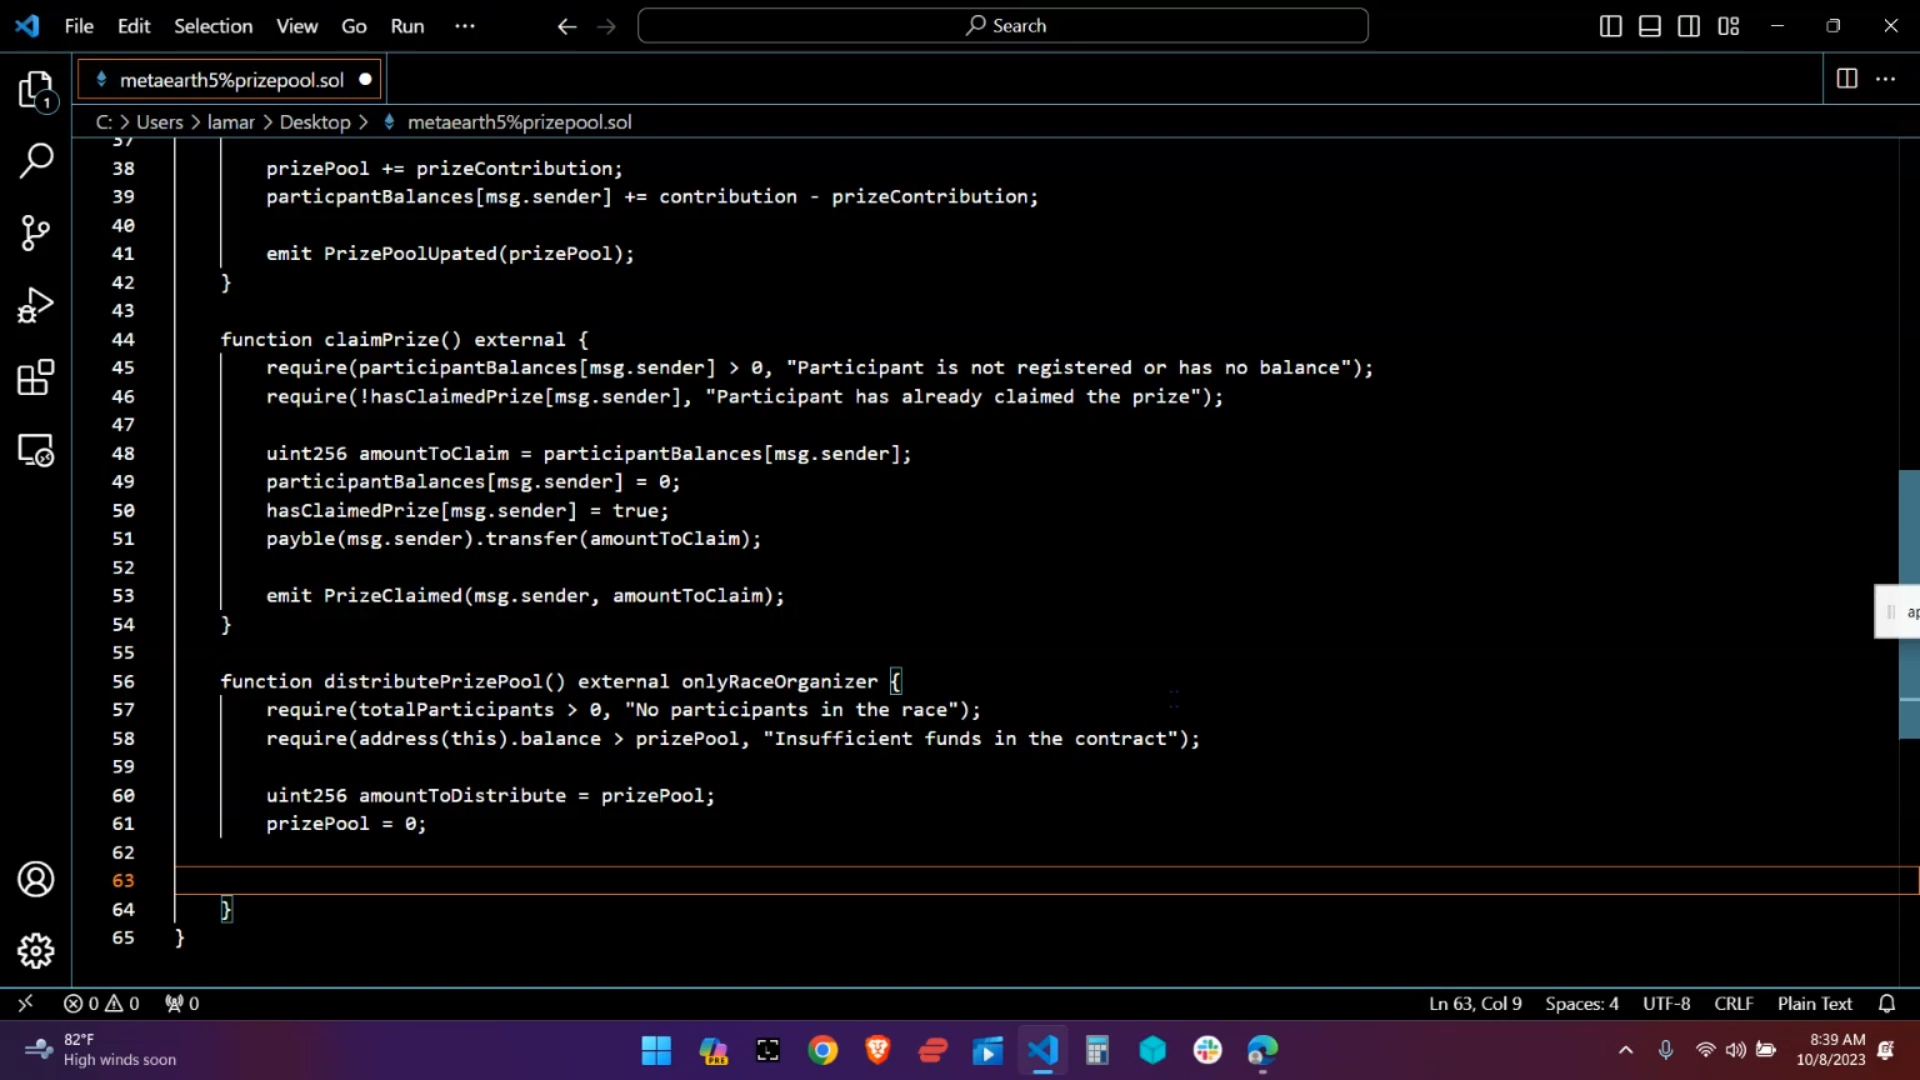 File Edit Selection View Go Run ··· Search
metaearth5%prizepool.sol
C: > Users > lamar > Desktop > metaearth5%prizepool.sol
37
38 prizePool += prizeContribution;
39 particpantBalances[msg.sender] += contribution - prizeContribution;
40
41 emit PrizePoolUpated(prizePool);
42 }
43
44 function claimPrize() external {
45 require(participantBalances[msg.sender] > 0, "Participant is not registered or has no balance");
46 require(!hasClaimedPrize[msg.sender], "Participant has already claimed the prize");
47
48 uint256 amountToClaim = participantBalances[msg.sender];
49 participantBalances[msg.sender] = 0;
50 hasClaimedPrize[msg.sender] = true;
51 payble(msg.sender).transfer(amountToClaim);
52
53 emit PrizeClaimed(msg.sender, amountToClaim);
54 }
55
56 function distributePrizePool() external onlyRaceOrganizer {
57 require(totalParticipants > 0, "No participants in the race");
58 require(address(this).balance > prizePool, "Insufficient funds in the contract");
59
60 uint256 amountToDistribute = prizePool;
61 prizePool = 0;
62
63
64 }
65 }
1
0 0 0 Ln 63, Col 9 Spaces: 4 UTF-8 CRLF Plain Text
82°F
High winds soon
PRE
8:39 AM
10/8/2023